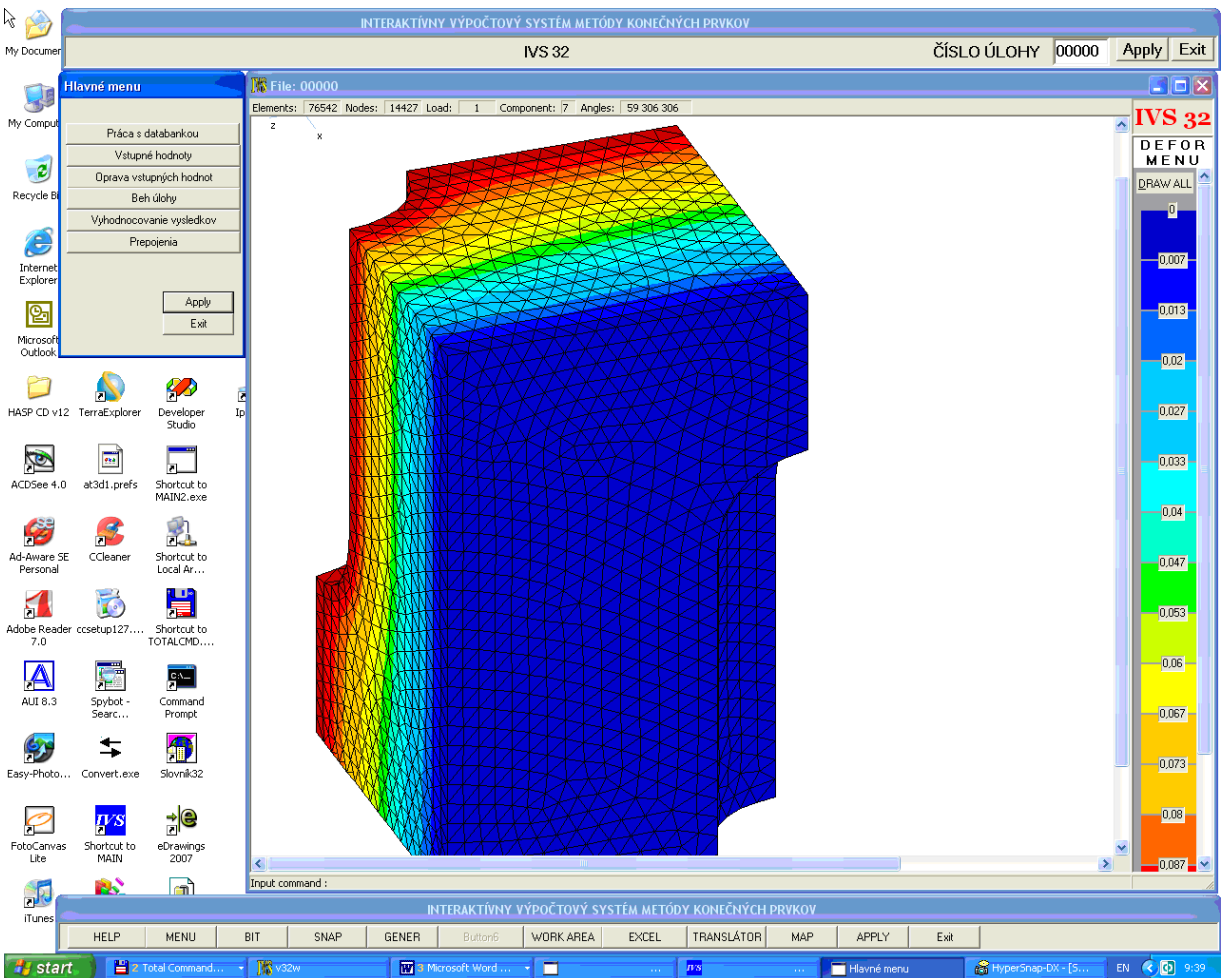 INTERAKTÍVNY VÝPOČTOVÝ SYSTÉM METÓDY KONEČNÝCH PRVKOV
IVS 32
ČÍSLO ÚLOHY 00000 Apply Exit
Hlavné menu
Práca s databankou
Vstupné hodnoty
Oprava vstupných hodnot
Beh úlohy
Vyhodnocovanie vysledkov
Prepojenia
Apply
Exit
File: 00000
Elements: 76542 Nodes: 14427 Load: 1 Component: 7 Angles: 59 306 306
z
x
IVS 32
DEFOR
MENU
DRAW ALL
0
0,007
0,013
0,02
0,027
0,033
0,04
0,047
0,053
0,06
0,067
0,073
0,08
0,087
Input command :
My Documen
My Comput
Recycle Bi
Internet
Explorer
Microsoft
Outlook
HASP CD v12 TerraExplorer Developer
Studio
Ip
ACDSee 4.0 at3d1.prefs Shortcut to
MAIN2.exe
Ad-Aware SE
Personal
CCleaner
Shortcut to
Local Ar...
Adobe Reader
7.0
ccsetup127....
Shortcut to
TOTALCMD....
AUI 8.3
Spybot -
Searc...
Command
Prompt
Easy-Photo... Convert.exe Slovník32
FotoCanvas
Lite
IVS
Shortcut to
MAIN
eDrawings
2007
iTunes
INTERAKTÍVNY VÝPOČTOVÝ SYSTÉM METÓDY KONEČNÝCH PRVKOV
HELP MENU BIT SNAP GENER Button6 WORK AREA EXCEL TRANSLÁTOR MAP APPLY Exit
start 2 Total Command... v32w 3 Microsoft Word ... ... IVS ... Hlavné menu HyperSnap-DX - [S... EN 9:39